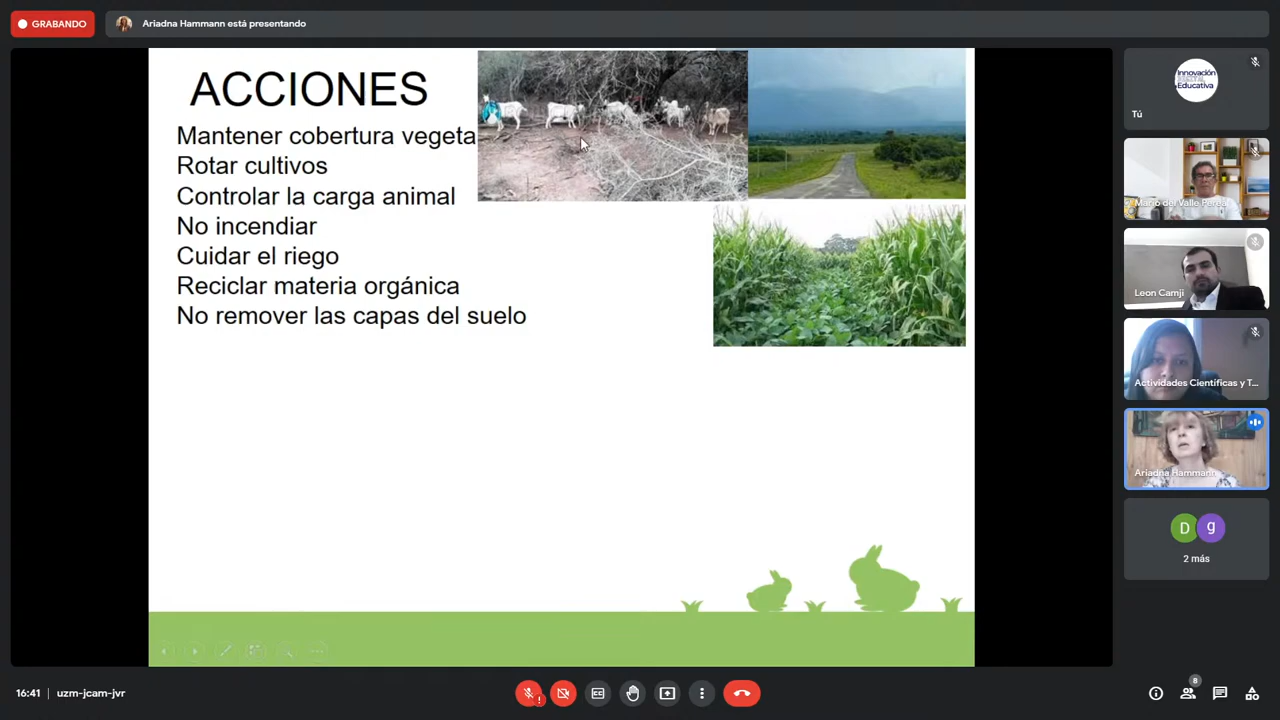 GRABANDO
Ariadna Hammann está presentando
ACCIONES
Mantener cobertura vegeta
Rotar cultivos
Controlar la carga animal
No incendiar
Cuidar el riego
Reciclar materia orgánica
No remover las capas del suelo
Innovación
Educativa
Tú
Mario del Valle Perea
Leon Camji
Actividades Científicas y T...
Ariadna Hammann
D
g
2 más
16:41
uzm-jcam-jvr
8